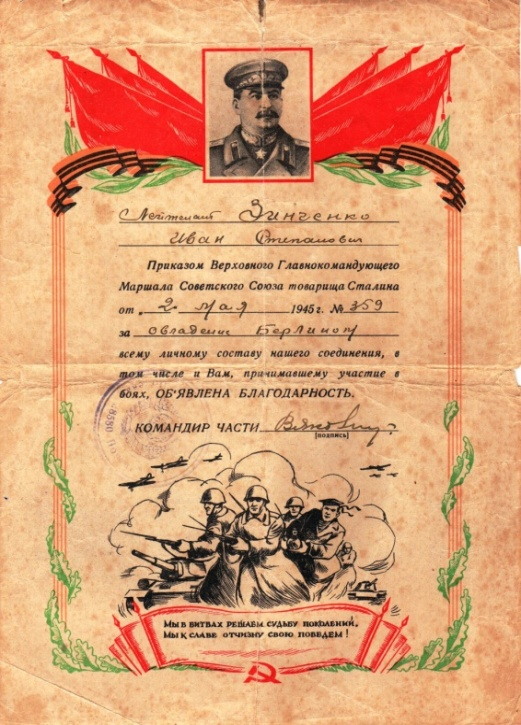 Лейтенант Зинченко
Иван Степанович
Приказом Верховного Главнокомандующего
Маршала Советского Союза товарища Сталина
от „2“ мая 1945 г. № 359
за овладение Берлином
всему личному составу нашего соединения, в
том числе и Вам, принимавшему участие в
боях, ОБ'ЯВЛЕНА БЛАГОДАРНОСТЬ.
КОМАНДИР ЧАСТИ
(ПОДПИСЬ)
МЫ В БИТВАХ РЕШАЕМ СУДЬБУ ПОКОЛЕНИЙ,
МЫ К СЛАВЕ ОТЧИЗНУ СВОЮ ПОВЕДЕМ!